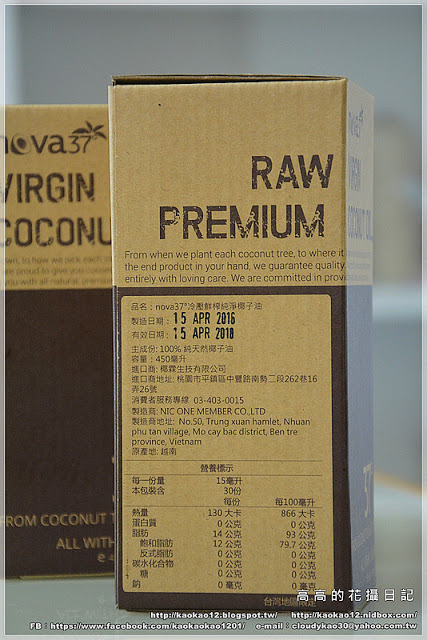 nova37°
VIRGIN
COCONU
FROM COCONUT
ALL WITH
RAW
PREMIUM
From when we plant each coconut tree, to where it
the end product in your hand, we guarantee quality
entirely with loving care. We are committed in provi
品名：nova37°冷壓鮮榨純淨椰子油
製造日期：15 APR 2016
有效日期：15 APR 2018
主成份: 100% 純天然椰子油
容量：450毫升
進口商: 椰霖生技有限公司
進口商地址: 桃園市平鎮區中豐路南勢二段262巷16
弄26號
消費者服務專線 03-403-0015
製造商: NIC ONE MEMBER CO.,LTD
製造商地址: No.50, Trung xuan hamlet, Nhuan
phu tan village, Mo cay bac district, Ben tre
province, Vietnam
原產地: 越南
營養標示
每一份量 15毫升
本包裝含 30份
每份 每100毫升
熱量 130 大卡 866 大卡
蛋白質 0 公克 0 公克
脂肪 14 公克 93 公克
飽和脂肪 12 公克 79.7 公克
反式脂肪 0 公克 0 公克
碳水化合物 0 公克 0 公克
糖 0 公克 0 公克
鈉 0 毫克 0 毫克
台灣地區限定
高高的花攝日記
http://kaokao12.blogspot.tw/ http://kaokao12.nidbox.com/
FB：https://www.facebook.com/kaokaokao1201/ e-mail：cloudykao30@yahoo.com.tw